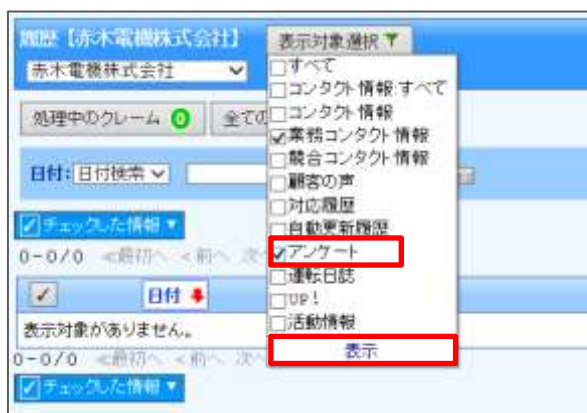 履歴【赤木電機株式会社】
表示対象選択▼
赤木電機株式会社
処理中のクレーム 0
全ての
日付:
日付検索
□すべて
□コンタクト情報:すべて
□コンタクト情報
☑業務コンタクト情報
□競合コンタクト情報
□顧客の声
□対応履歴
□自動更新履歴
☑アンケート
□運転日誌
□UP!
□活動情報
表示
☑チェックした情報▼
0-0/0 ≪最初へ <前へ 次へ
日付
表示対象がありません。
0-0/0 ≪最初へ <前へ 次へ
☑チェックした情報▼